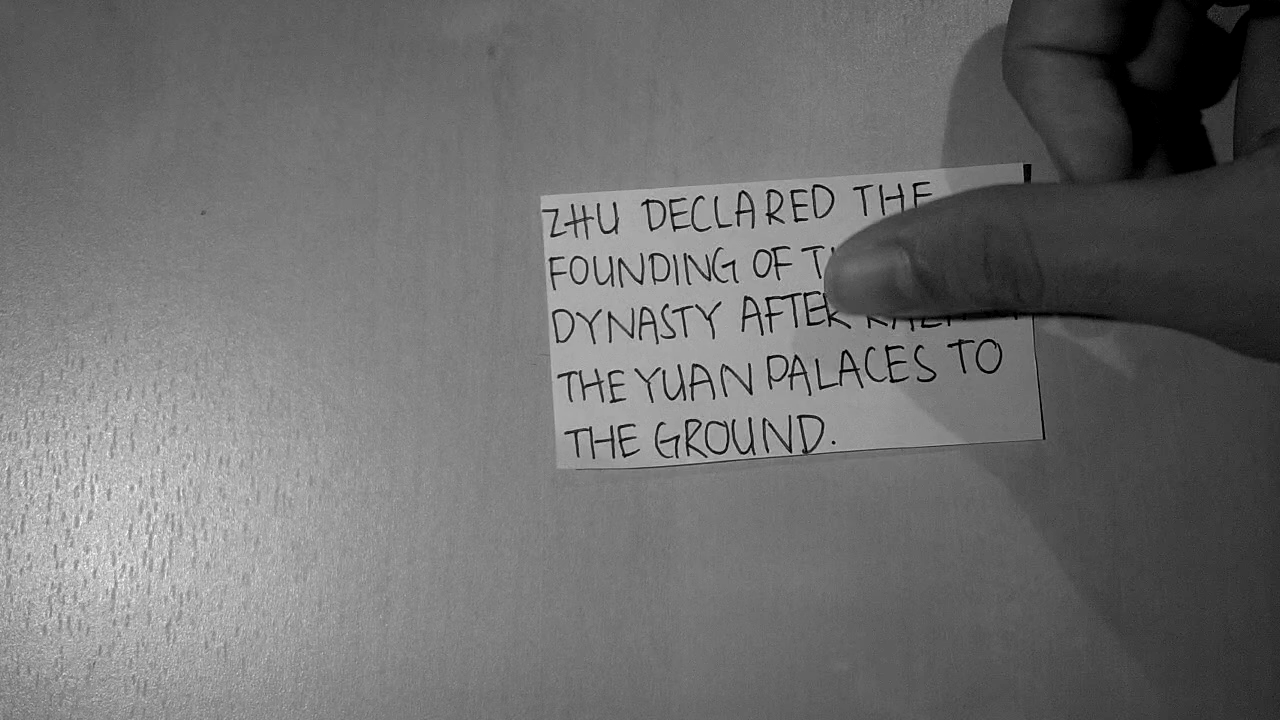 ZHU DECLARED THE
FOUNDING OF
DYNASTY AFTER
THE YUAN PALACES TO
THE GROUND.